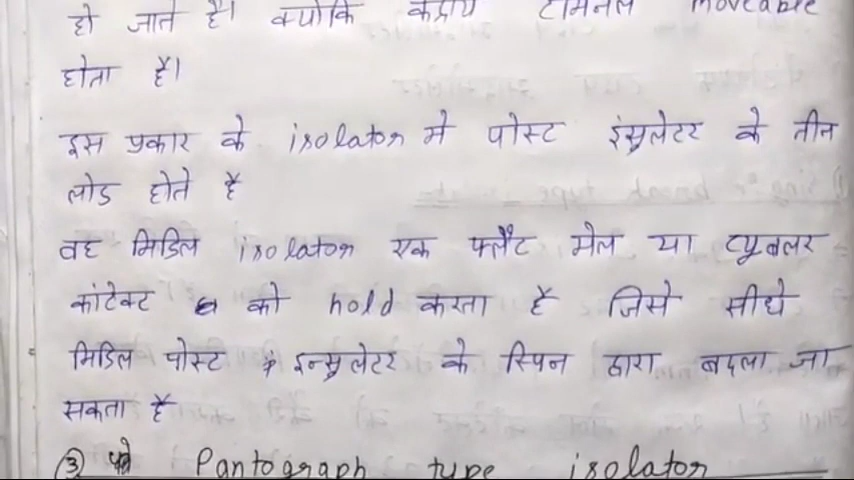 हो जाते है। क्योकि केंद्रीय टर्मिनल moveable
होता है।
इस प्रकार के isolator मे पोस्ट इंसुलेटर के तीन
लोड होते है
वह मिडिल isolator एक फ्लैट मेल या ट्यूबलर
कांटेक्ट को hold करता है जिसे सीधे
मिडिल पोस्ट इन्सुलेटर के स्पिन द्वारा बदला जा
सकता है
③ Pantograph type isolator